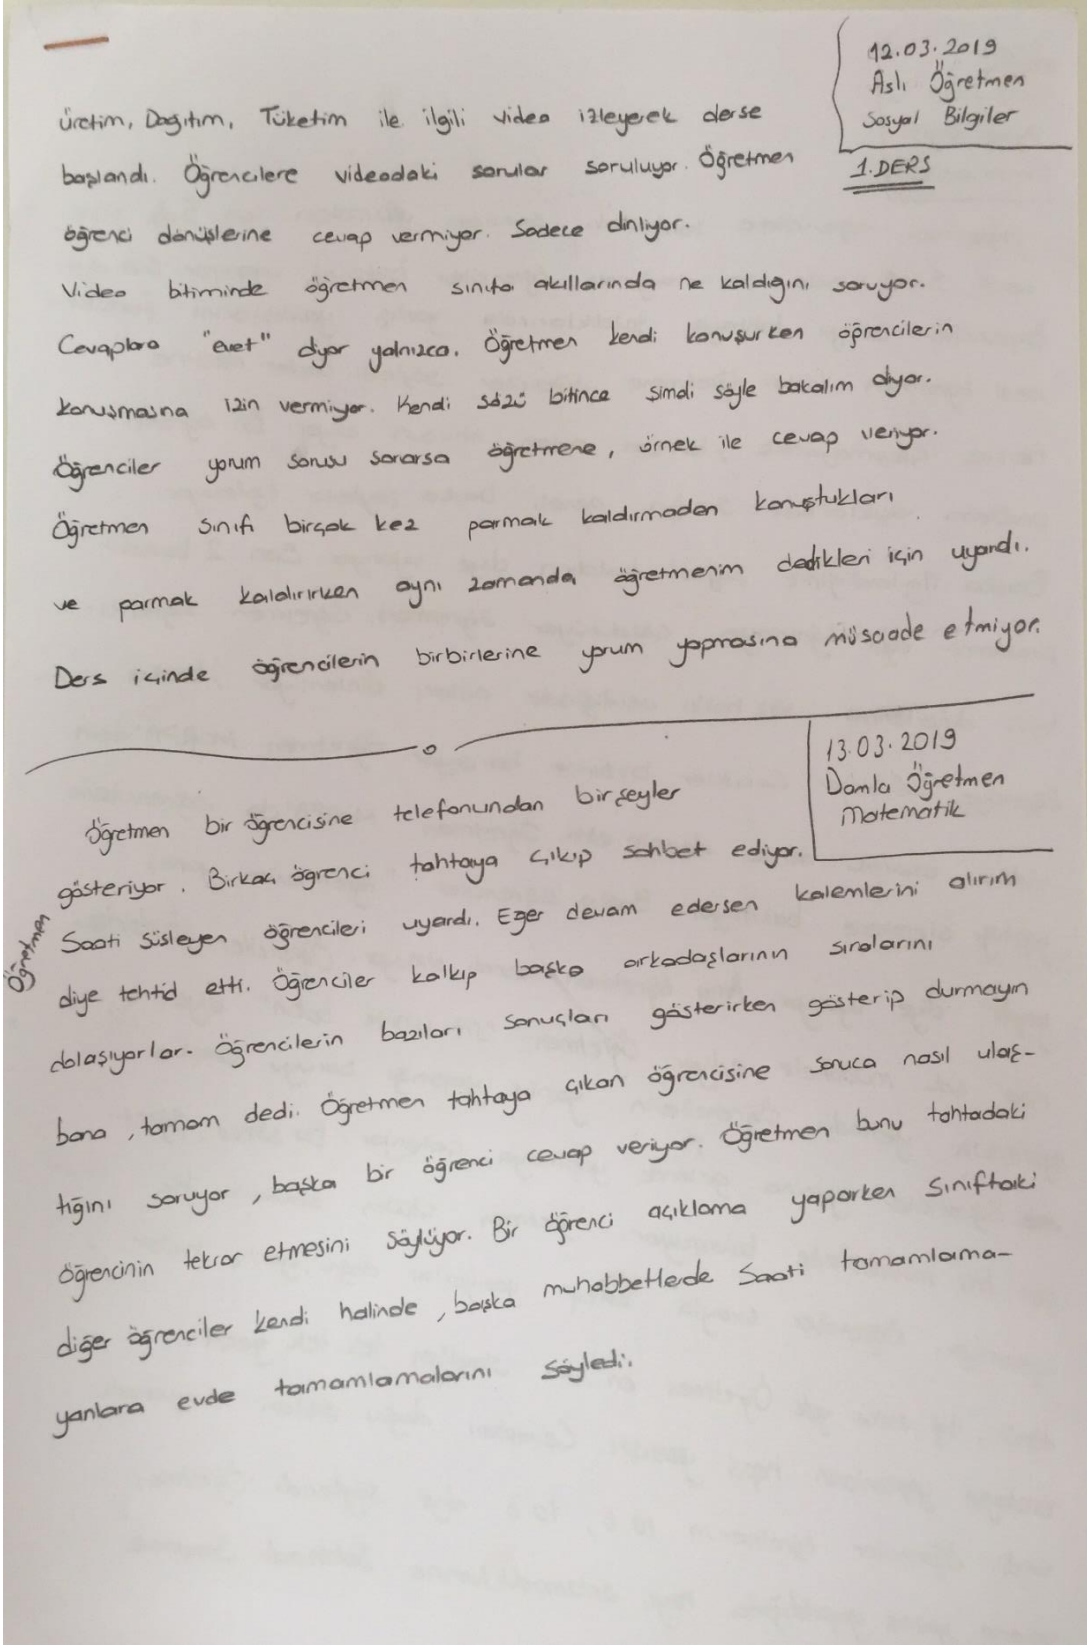 12.03.2019
Aslı Öğretmen
Sosyal Bilgiler
1.DERS
Üretim, Dağıtım, Tüketim ile ilgili video izleyerek derse
başlandı. Öğrencilere videodaki sorular soruluyor. Öğretmen
öğrenci dönüşlerine cevap vermiyor. Sadece dinliyor.
Video bitiminde öğretmen sınıfa akıllarında ne kaldığını soruyor.
Cevaplara "evet" diyor yalnızca. Öğretmen kendi konuşurken öğrencilerin
konuşmasına izin vermiyor. Kendi sözü bitince şimdi söyle bakalım diyor.
Öğrenciler yorum sorusu sorarsa öğretmene, örnek ile cevap veriyor.
Öğretmen sınıfı birçok kez parmak kaldırmadan konuştukları
ve parmak kaldırırken aynı zamanda öğretmenim dedikleri için uyardı.
Ders içinde öğrencilerin birbirlerine yorum yapmasına müsaade etmiyor.
13.03.2019
Damla Öğretmen
Matematik
Öğretmen bir öğrencisine telefonundan birşeyler
gösteriyor. Birkaç öğrenci tahtaya çıkıp sohbet ediyor.
Öğretmen
Saati süsleyen öğrencileri uyardı. Eğer devam edersen kalemlerini alırım
diye tehtid etti. Öğrenciler kalkıp başka arkadaşlarının sıralarını
dolaşıyorlar. Öğrencilerin bazıları sonuçları gösterirken gösterip durmayın
bana, tamam dedi. Öğretmen tahtaya çıkan öğrencisine sonuca nasıl ulaş-
tığını soruyor, başka bir öğrenci cevap veriyor. Öğretmen bunu tahtadaki
öğrencinin tekrar etmesini söylüyor. Bir öğrenci açıklama yaparken sınıftaki
diğer öğrenciler kendi halinde, başka muhabbetlerde Saati tamamlama-
yanlara evde tamamlamalarını söyledi.